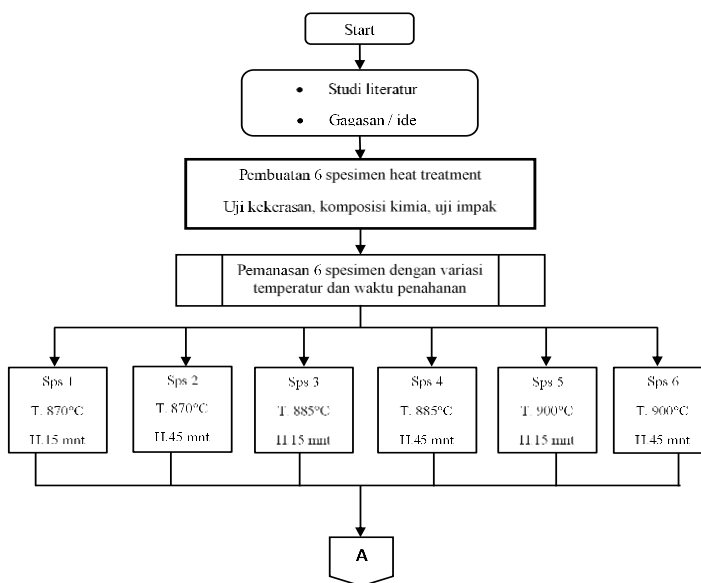 Start
• Studi literatur
• Gagasan / ide
Pembuatan 6 spesimen heat treatment
Uji kekerasan, komposisi kimia, uji impak
Pemanasan 6 spesimen dengan variasi
temperatur dan waktu penahanan
Sps 1
T. 870°C
H.15 mnt
Sps 2
T. 870°C
H.45 mnt
Sps 3
T. 885°C
H.15 mnt
Sps 4
T. 885°C
H.45 mnt
Sps 5
T. 900°C
H.15 mnt
Sps 6
T. 900°C
H.45 mnt
A